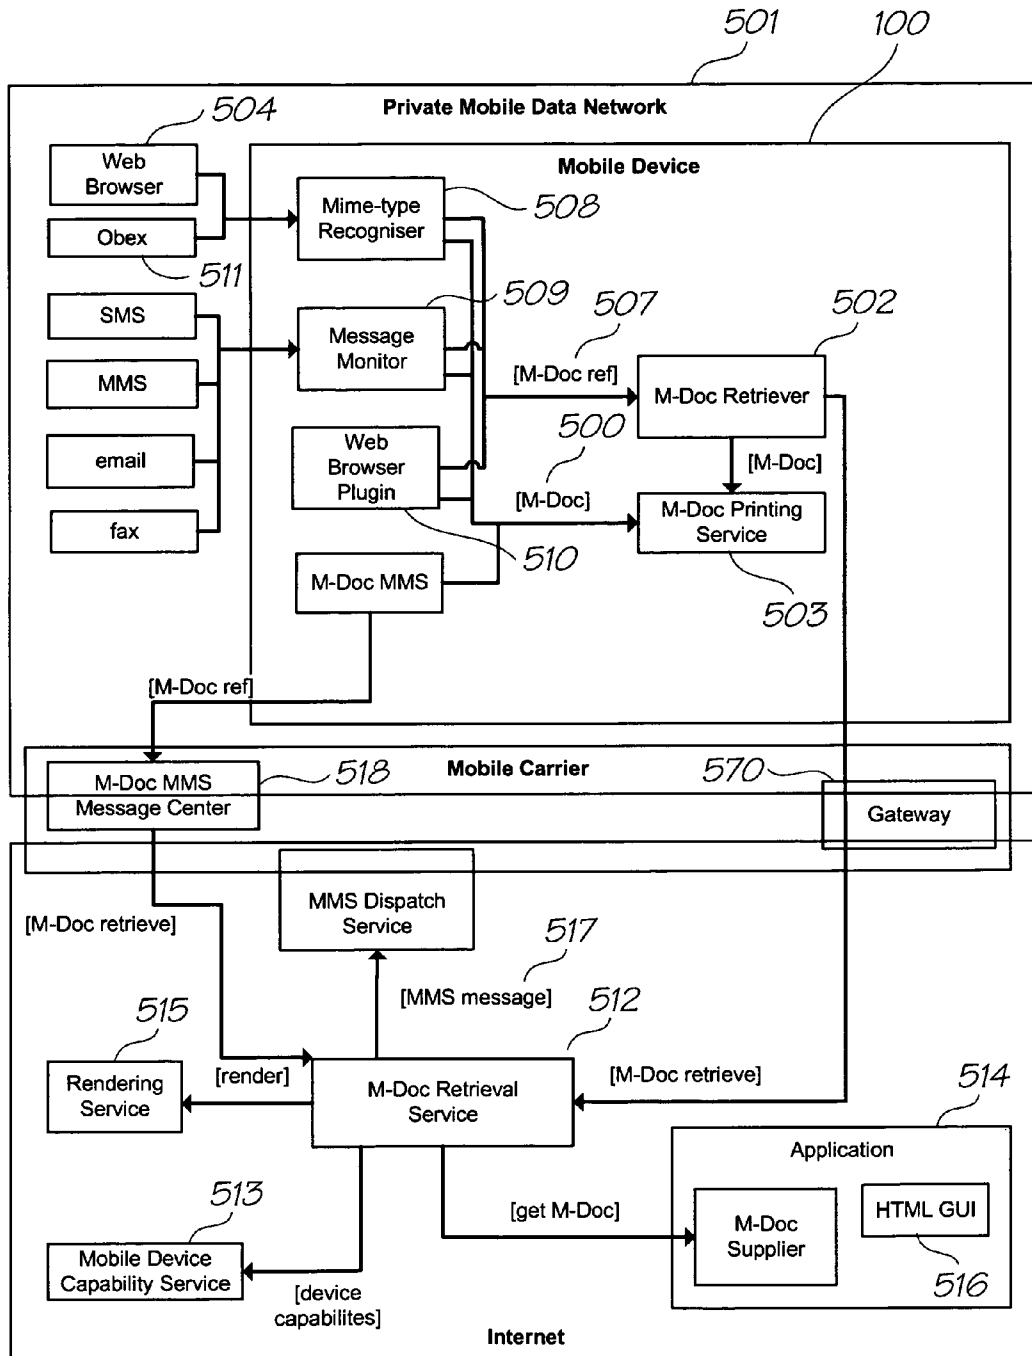 501
100
Private Mobile Data Network
504
Web
Browser
Mobile Device
Mime-type
Recogniser
508
Obex
511
SMS
509
Message
Monitor
507
502
MMS
[M-Doc ref]
M-Doc Retriever
500
email
Web
Browser
Plugin
[M-Doc]
[M-Doc]
fax
510
M-Doc Printing
Service
M-Doc MMS
503
[M-Doc ref]
M-Doc MMS
Message Center
518
Mobile Carrier
570
Gateway
MMS Dispatch
Service
[M-Doc retrieve]
517
[MMS message]
512
515
[render]
Rendering
Service
M-Doc Retrieval
Service
[M-Doc retrieve]
514
Application
513
[get M-Doc]
M-Doc
Supplier
HTML GUI
516
Mobile Device
Capability Service
[device
capabilites]
Internet